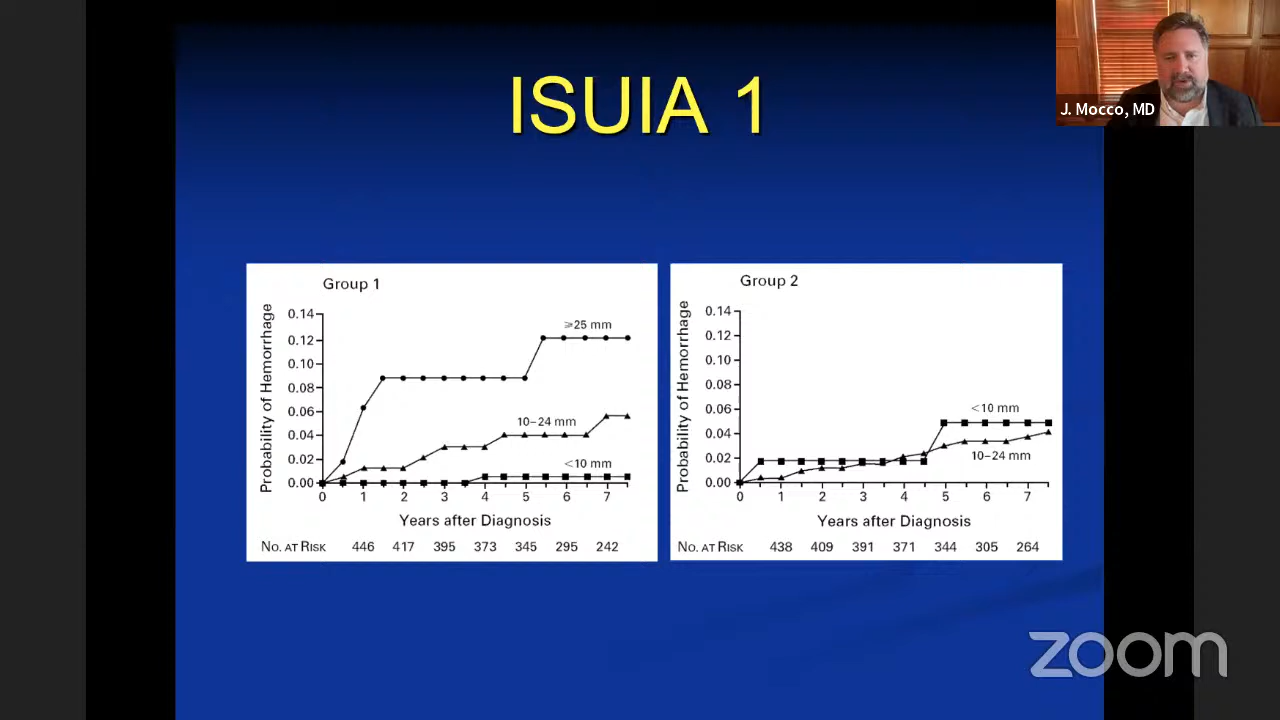 ISUIA 1
J. Mocco, MD
Group 1
Probability of Hemorrhage
0.14
0.12
0.10
0.08
0.06
0.04
0.02
0.00
≥25 mm
10–24 mm
<10 mm
0 1 2 3 4 5 6 7
Years after Diagnosis
No. at Risk 446 417 395 373 345 295 242
Group 2
Probability of Hemorrhage
0.14
0.12
0.10
0.08
0.06
0.04
0.02
0.00
<10 mm
10–24 mm
0 1 2 3 4 5 6 7
Years after Diagnosis
No. at Risk 438 409 391 371 344 305 264
zoom